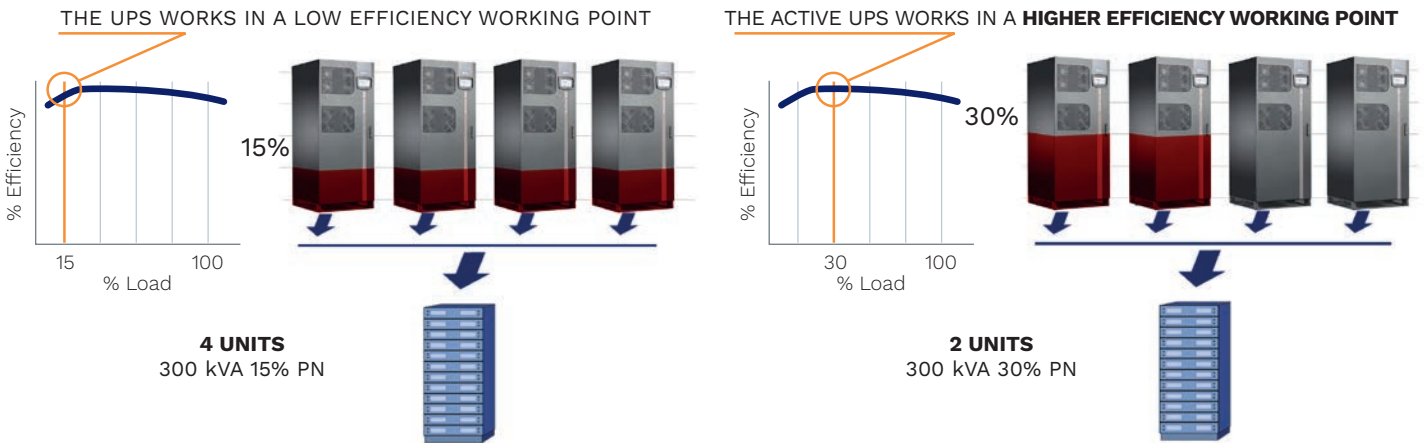 THE UPS WORKS IN A LOW EFFICIENCY WORKING POINT
% Efficiency
15%
15
100
% Load
4 UNITS
300 kVA 15% PN
THE ACTIVE UPS WORKS IN A HIGHER EFFICIENCY WORKING POINT
% Efficiency
30%
30
100
% Load
2 UNITS
300 kVA 30% PN